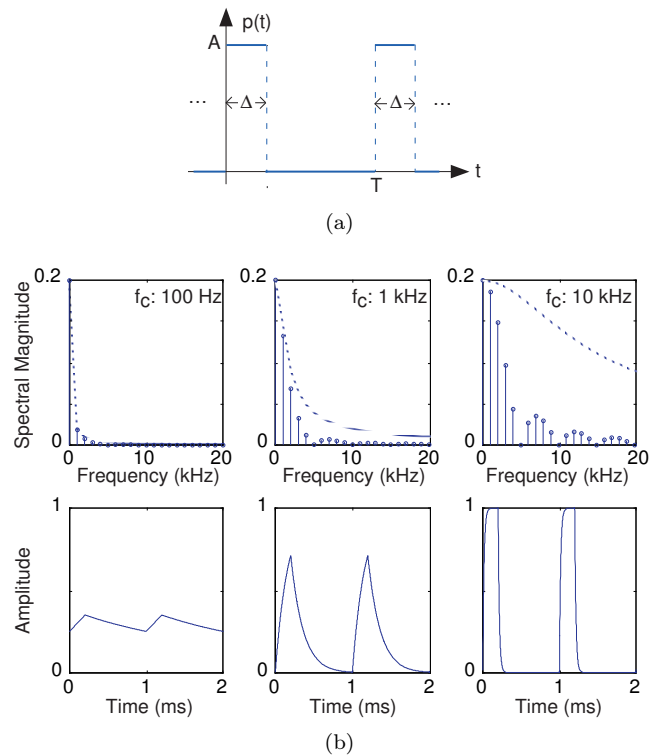 p(t)
A
... Δ Δ ...
T t
(a)
0.2 0.2 0.2
fc: 100 Hz fc: 1 kHz fc: 10 kHz
Spectral Magnitude
0 0 0
0 10 20 0 10 20 0 10 20
Frequency (kHz) Frequency (kHz) Frequency (kHz)
1 1 1
Amplitude
0 0 0
0 1 2 0 1 2 0 1 2
Time (ms) Time (ms) Time (ms)
(b)